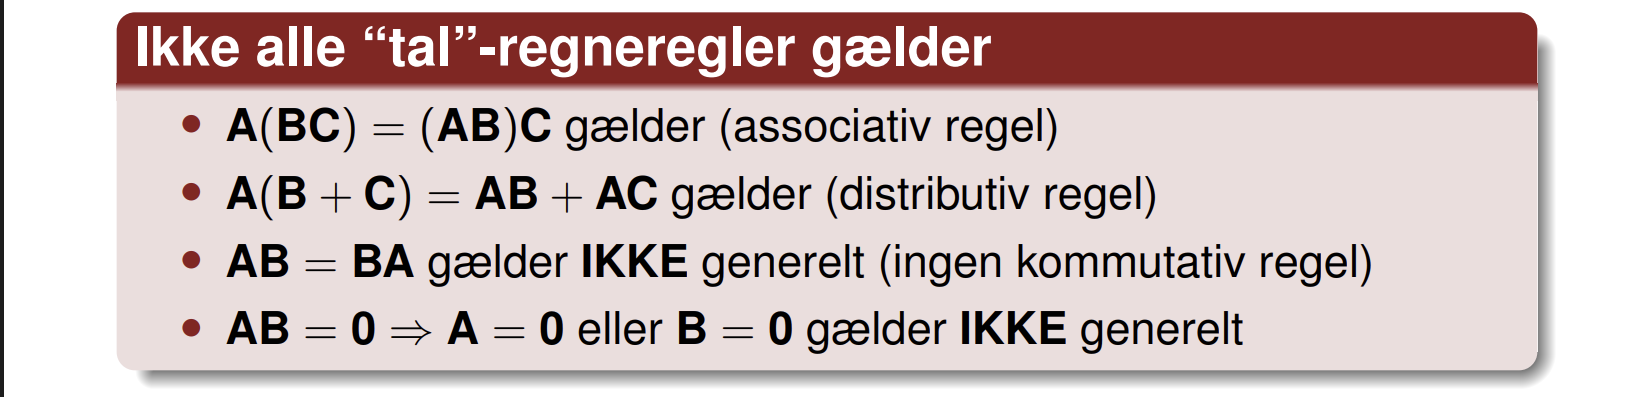 Ikke alle “tal”-regneregler gælder
• A(BC) = (AB)C gælder (associativ regel)
• A(B + C) = AB + AC gælder (distributiv regel)
• AB = BA gælder IKKE generelt (ingen kommutativ regel)
• AB = 0 ⇒ A = 0 eller B = 0 gælder IKKE generelt